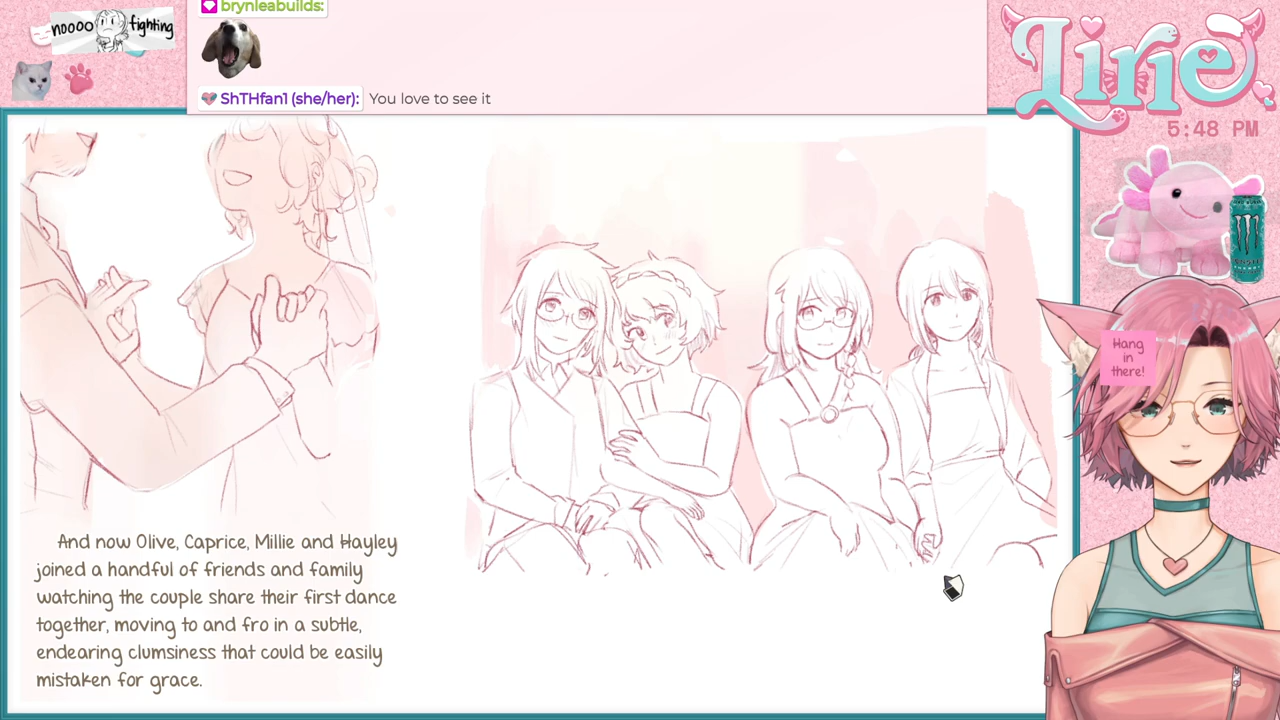 noooo fighting
brynleabuilds:
ShTHfan1 (she/her): You love to see it
Lirie
5:48 PM
Hang
in
there!
And now Olive, Caprice, Millie and Hayley
joined a handful of friends and family
watching the couple share their first dance
together, moving to and fro in a subtle,
endearing clumsiness that could be easily
mistaken for grace.